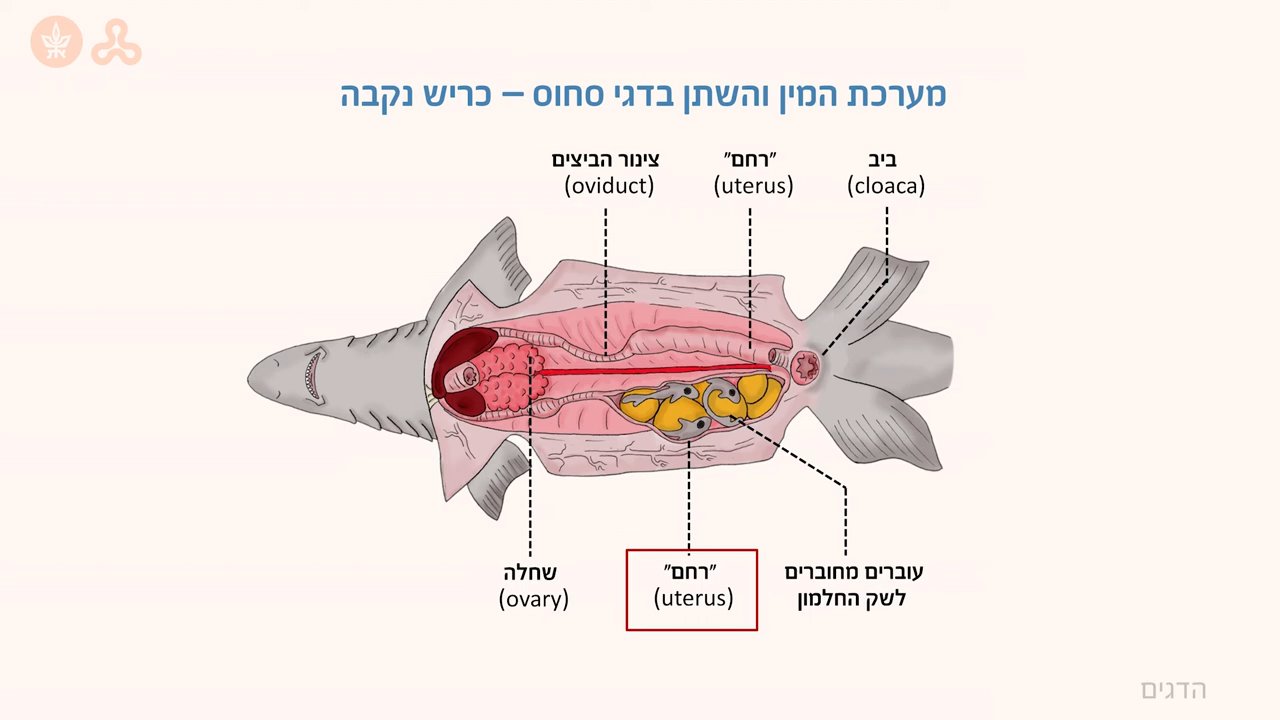 מערכת המין והשתן בדגי סחוס – כריש נקבה
ביב
(cloaca)
"רחם"
(uterus)
צינור הביצים
(oviduct)
עוברים מחוברים
לשק החלמון
"רחם"
(uterus)
שחלה
(ovary)
הדגים